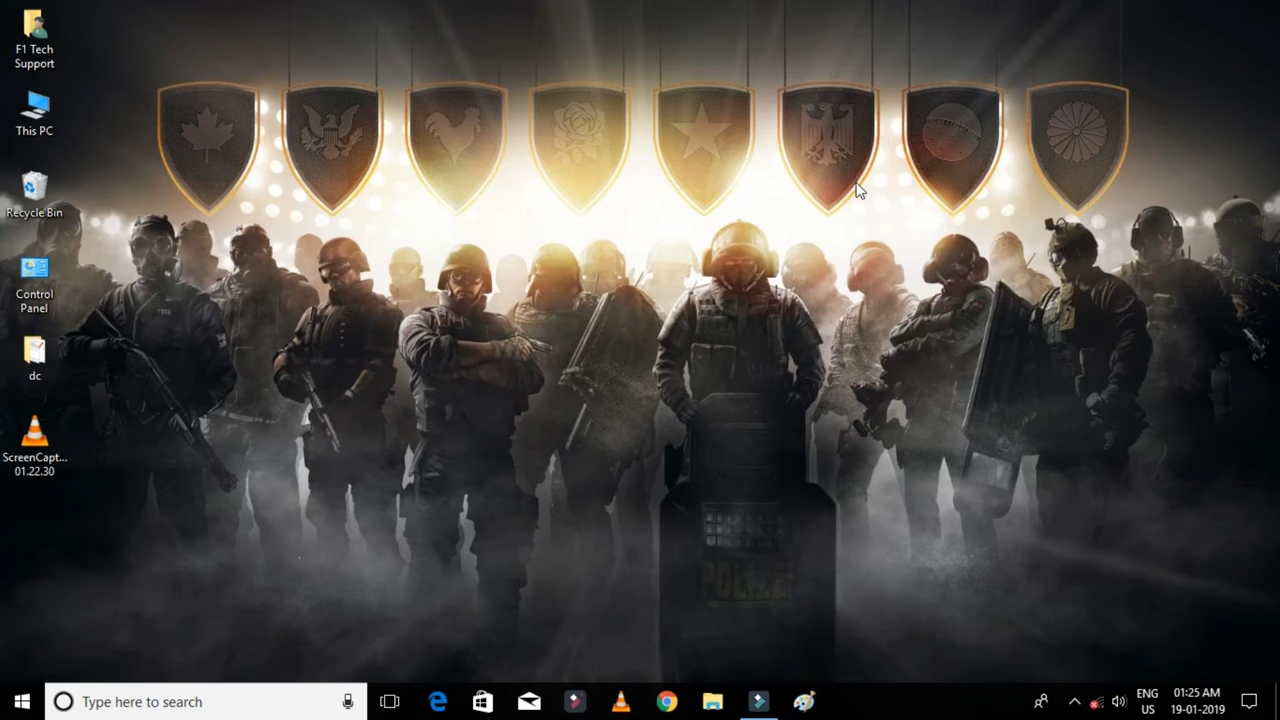 F1 Tech
Support
This PC
Recycle Bin
Control
Panel
dc
ScreenCapt...
01.22.30
POLIZEI
Type here to search
ENG
US
01:25 AM
19-01-2019